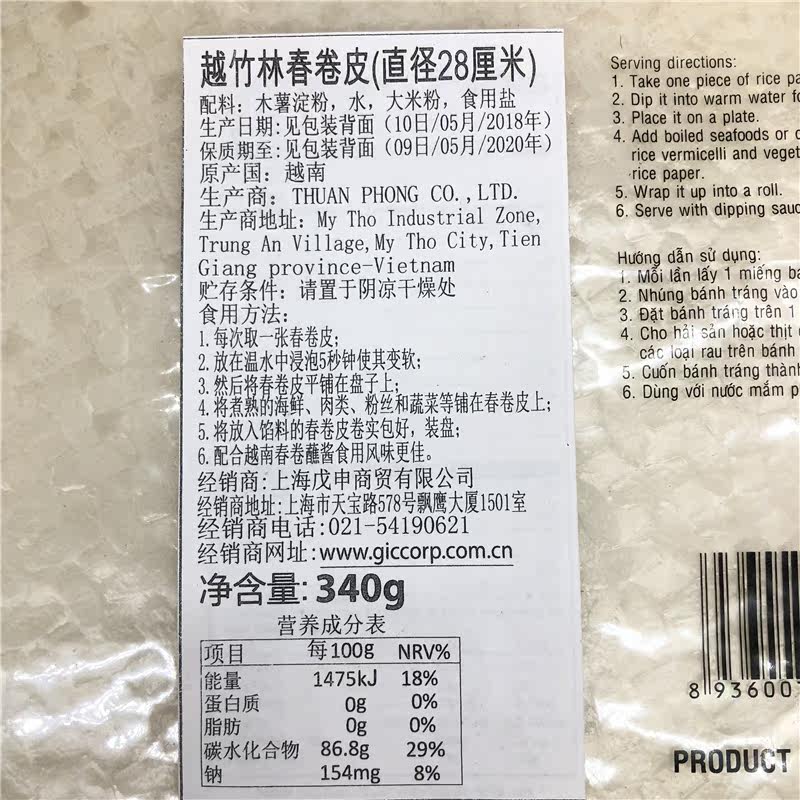 越竹林春卷皮(直径28厘米)
配料：木薯淀粉，水，大米粉，食用盐
生产日期:见包装背面（10日/05月/2018年）
保质期至:见包装背面（09日/05月/2020年）
原产国：越南
生产商：THUAN PHONG CO.,LTD.
生产商地址：My Tho Industrial Zone,
Trung An Village,My Tho City,Tien
Giang province-Vietnam
贮存条件：请置于阴凉干燥处
食用方法：
1.每次取一张春卷皮;
2.放在温水中浸泡5秒钟使其变软;
3.然后将春卷皮平铺在盘子上;
4.将煮熟的海鲜、肉类、粉丝和蔬菜等铺在春卷皮上;
5.将放入馅料的春卷皮卷实包好，装盘;
6.配合越南春卷蘸酱食用风味更佳。
经销商:上海戊申商贸有限公司
经销商地址:上海市天宝路578号飘鹰大厦1501室
经销商电话:021-54190621
经销商网址:www.giccorp.com.cn
净含量:340g
营养成分表
项目 每100g NRV%
能量 1475kJ 18%
蛋白质 0g 0%
脂肪 0g 0%
碳水化合物 86.8g 29%
钠 154mg 8%
Serving directions:
1. Take one piece of rice
2. Dip it into warm water
3. Place it on a plate.
4. Add boiled seafoods or
rice vermicelli and
rice paper.
5. Wrap it up into a roll.
6. Serve with dipping
Hướng dẫn sử dụng:
1. Mỗi lần lấy 1 miếng
2. Nhúng bánh tráng vào
3. Đặt bánh tráng trên 1
4. Cho hải sản hoặc thịt
các loại rau trên bánh
5. Cuốn bánh tráng
6. Dùng với nước mắm
8 936003
PRODUCT